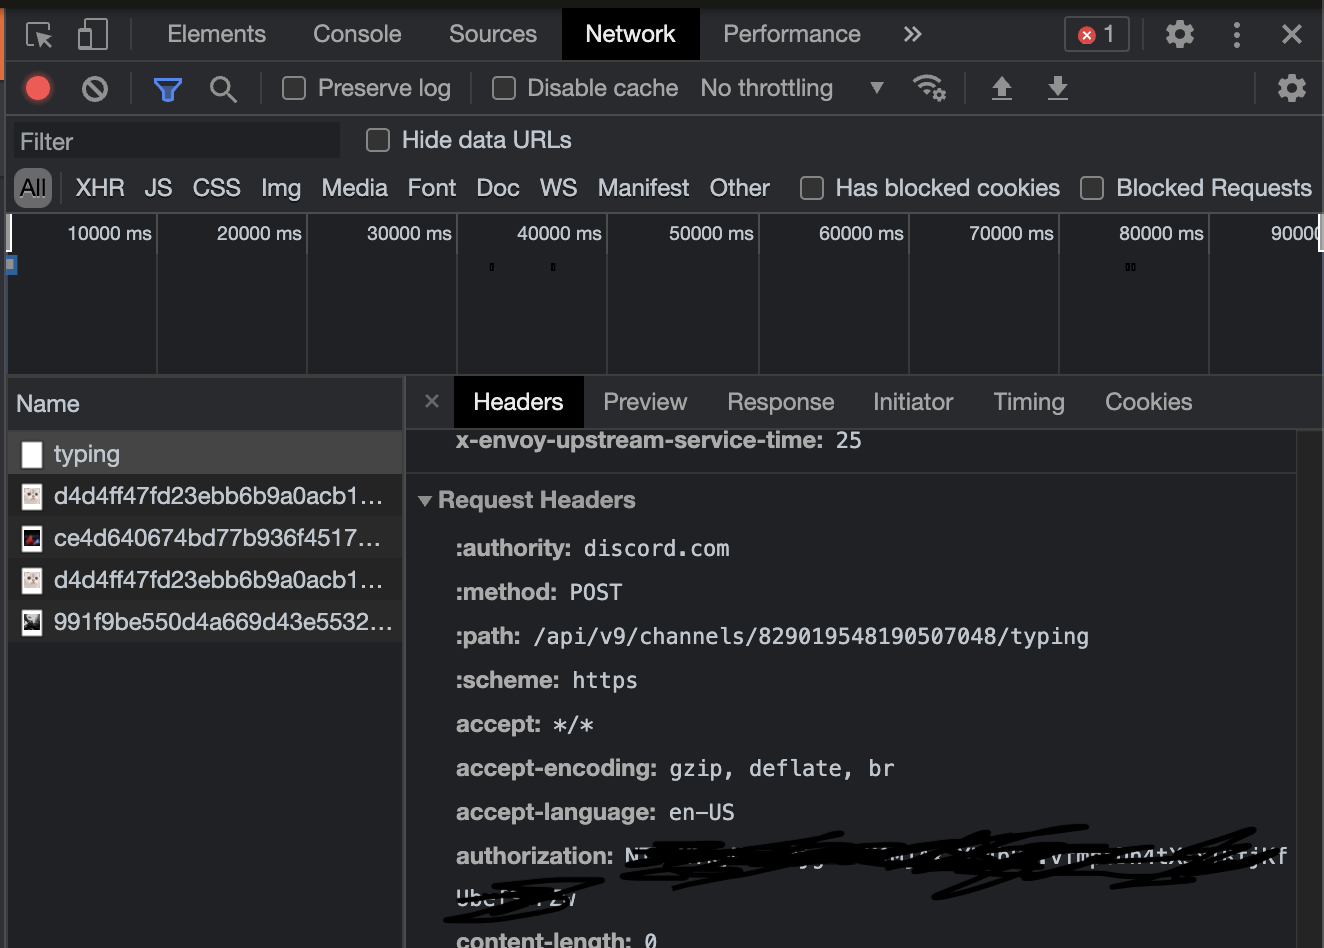 Elements Console Sources Network Performance » 1
Preserve log Disable cache No throttling
Filter Hide data URLs
All XHR JS CSS Img Media Font Doc WS Manifest Other Has blocked cookies Blocked Requests
10000 ms 20000 ms 30000 ms 40000 ms 50000 ms 60000 ms 70000 ms 80000 ms 9000
Name
Headers Preview Response Initiator Timing Cookies
typing
d4d4ff47fd23ebb6b9a0acb1...
ce4d640674bd77b936f4517...
d4d4ff47fd23ebb6b9a0acb1...
991f9be550d4a669d43e5532...
x-envoy-upstream-service-time: 25
Request Headers
:authority: discord.com
:method: POST
:path: /api/v9/channels/829019548190507048/typing
:scheme: https
accept: */*
accept-encoding: gzip, deflate, br
accept-language: en-US
authorization:
content-length: 0